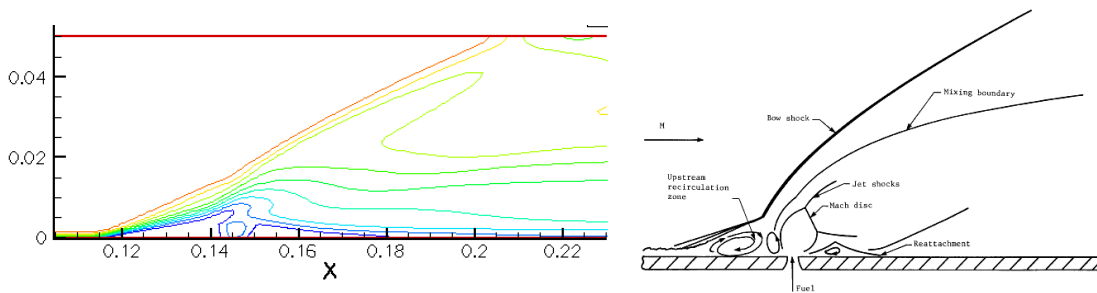 0.04
0.02
0
0.12
0.14
0.16
0.18
0.2
0.22
X
Bow shock
Mixing boundary
M
Upstream
recirculation
zone
Jet shocks
Mach disc
Reattachment
Fuel